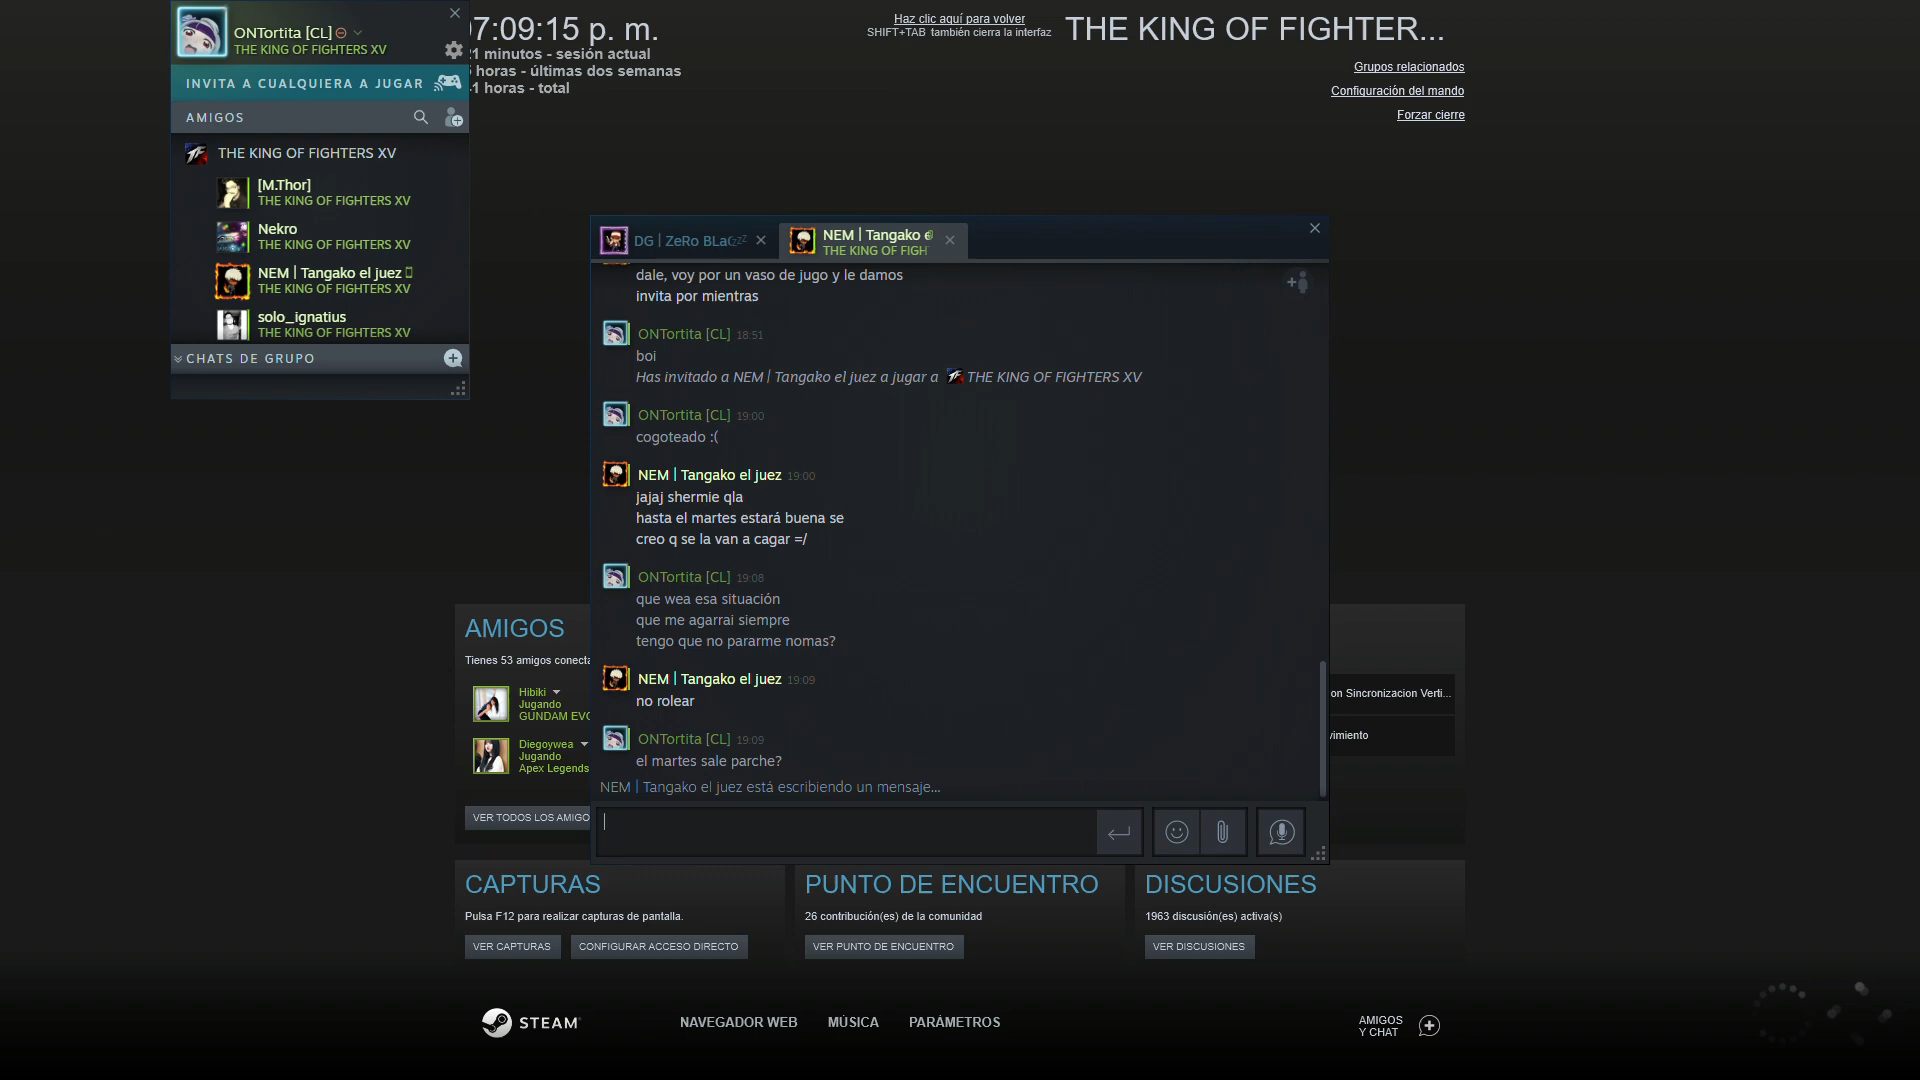 ONTortita [CL]
THE KING OF FIGHTERS XV
INVITA A CUALQUIERA A JUGAR
AMIGOS
THE KING OF FIGHTERS XV
[M.Thor]
THE KING OF FIGHTERS XV
Nekro
THE KING OF FIGHTERS XV
NEM | Tangako el juez
THE KING OF FIGHTERS XV
solo_ignatius
THE KING OF FIGHTERS XV
CHATS DE GRUPO
7:09:15 p. m.
21 minutos - sesión actual
horas - últimas dos semanas
1 horas - total
Haz clic aquí para volver
SHIFT+TAB también cierra la interfaz
THE KING OF FIGHTER...
Grupos relacionados
Configuración del mando
Forzar cierre
DG | ZeRo BLaC
NEM | Tangako e
THE KING OF FIGH
dale, voy por un vaso de jugo y le damos
invita por mientras
ONTortita [CL] 18:51
boi
Has invitado a NEM | Tangako el juez a jugar a THE KING OF FIGHTERS XV
ONTortita [CL] 19:00
cogoteado :(
NEM | Tangako el juez 19:00
jajaj shermie qla
hasta el martes estará buena se
creo q se la van a cagar =/
ONTortita [CL] 19:08
que wea esa situación
que me agarrai siempre
tengo que no pararme nomas?
NEM | Tangako el juez 19:09
no rolear
ONTortita [CL] 19:09
el martes sale parche?
NEM | Tangako el juez está escribiendo un mensaje...
AMIGOS
Tienes 53 amigos conecta
Hibiki
Jugando
GUNDAM EVO
Diegoywea
Jugando
Apex Legends
VER TODOS LOS AMIGO
on Sincronizacion Verti...
vimiento
CAPTURAS
Pulsa F12 para realizar capturas de pantalla.
VER CAPTURAS
CONFIGURAR ACCESO DIRECTO
PUNTO DE ENCUENTRO
26 contribución(es) de la comunidad
VER PUNTO DE ENCUENTRO
DISCUSIONES
1963 discusión(es) activa(s)
VER DISCUSIONES
STEAM
NAVEGADOR WEB
MÚSICA
PARÁMETROS
AMIGOS
Y CHAT